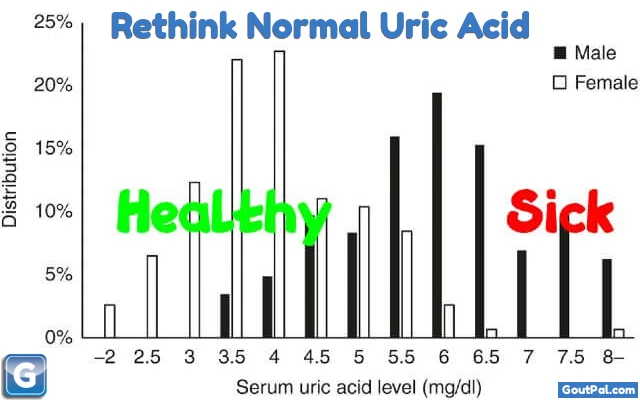 Rethink Normal Uric Acid
25%
Male
Female
20%
15%
Distribution
10%
Healthy
Sick
5%
0%
–2 2.5 3 3.5 4 4.5 5 5.5 6 6.5 7 7.5 8–
Serum uric acid level (mg/dl)
G
GoutPal.com